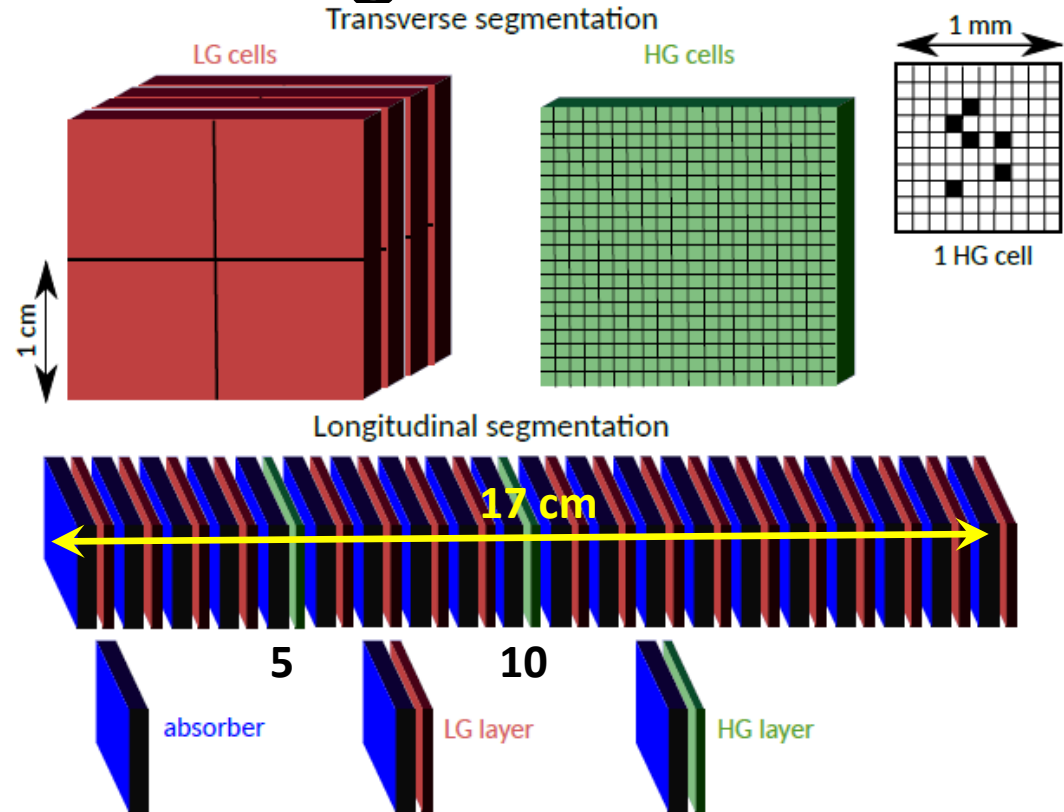 Transverse segmentation
LG cells
HG cells
1 mm
1 cm
1 HG cell
Longitudinal segmentation
17 cm
5
10
absorber
LG layer
HG layer